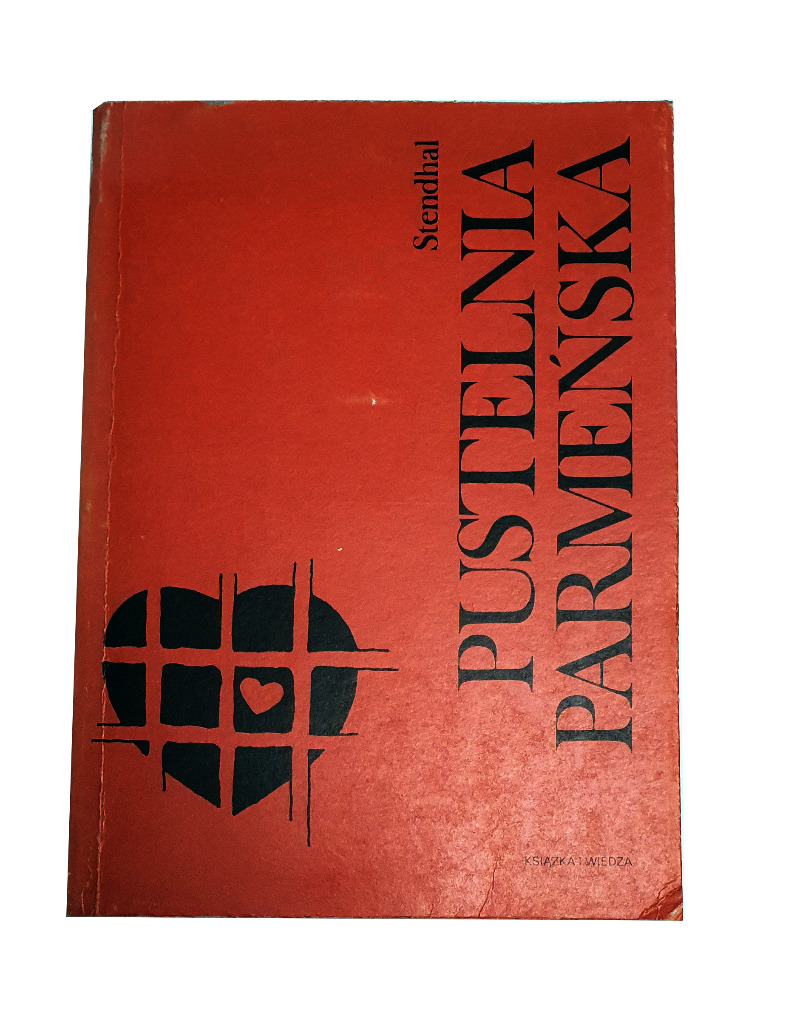 Stendhal
PUSTELNIA
PARMEŃSKA
KSIĄŻKA I WIEDZA